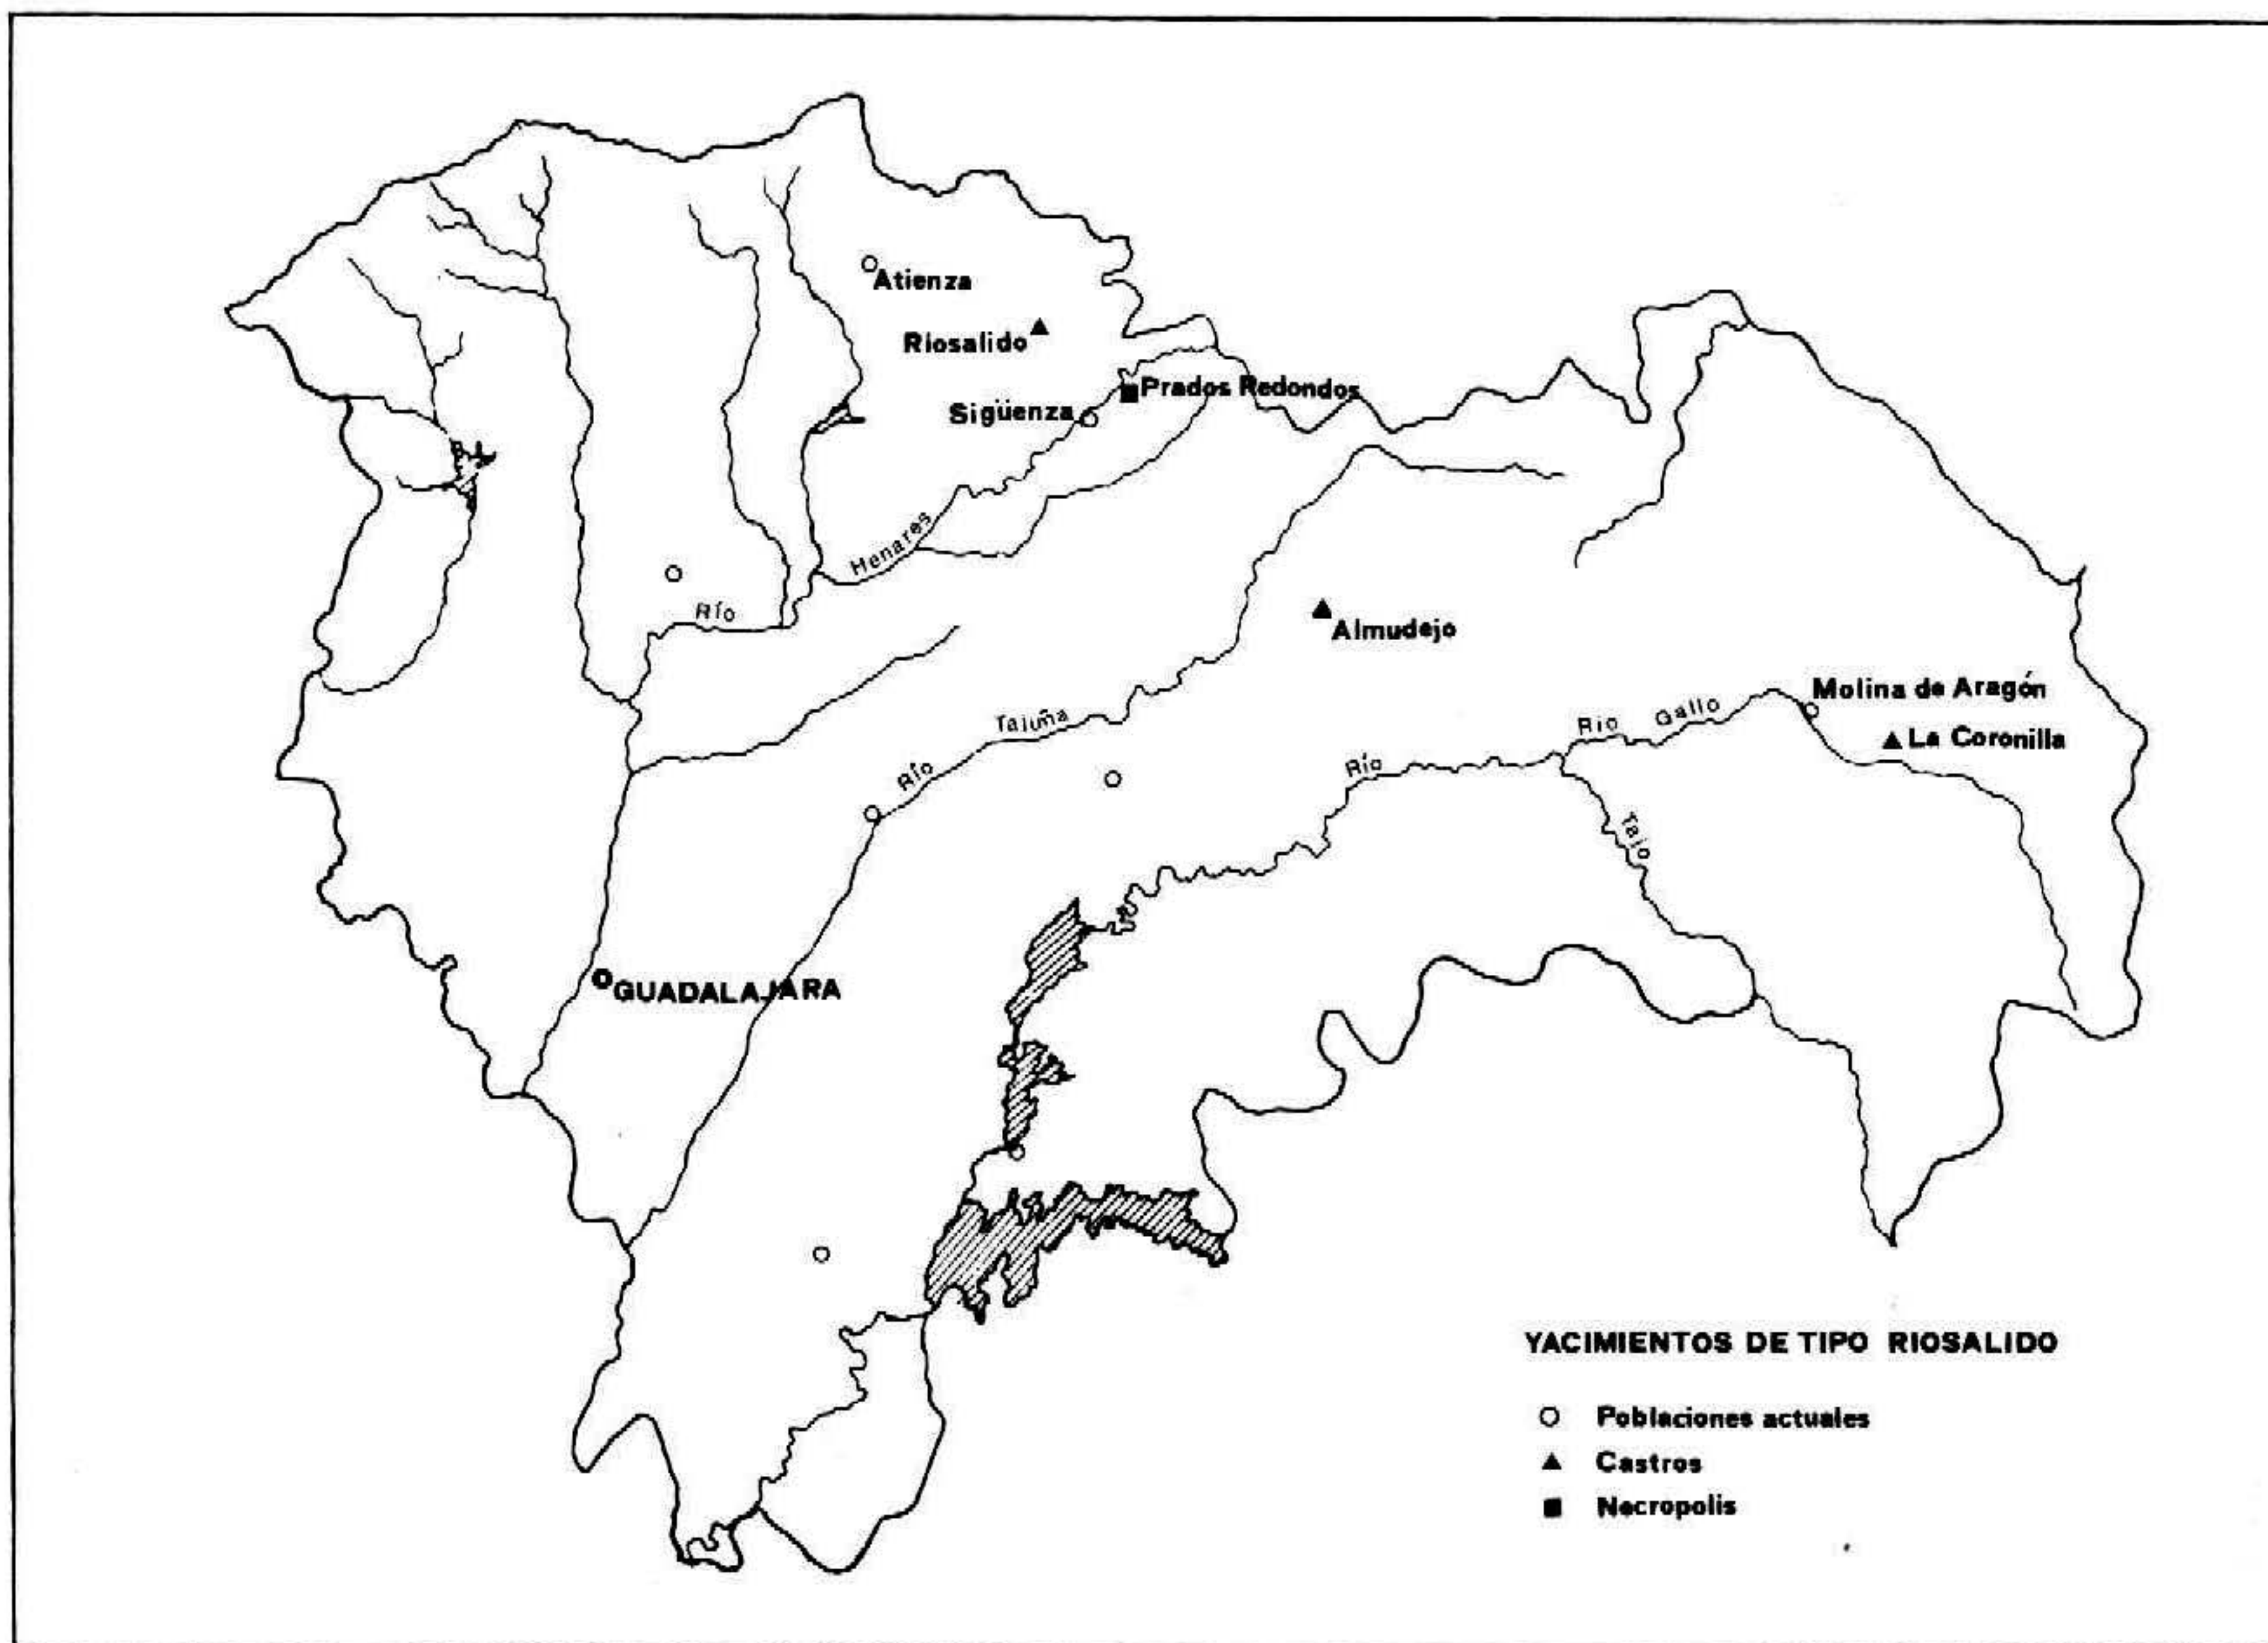 Atienza
Riosalido
Prados Redondos
Sigüenza
Henares
Río
Almudejo
Molina de Aragón
Río Gallo
La Coronilla
Tajuña
Río
Río
Tajo
GUADALAJARA
YACIMIENTOS DE TIPO RIOSALIDO
Poblaciones actuales
Castros
Necropolis